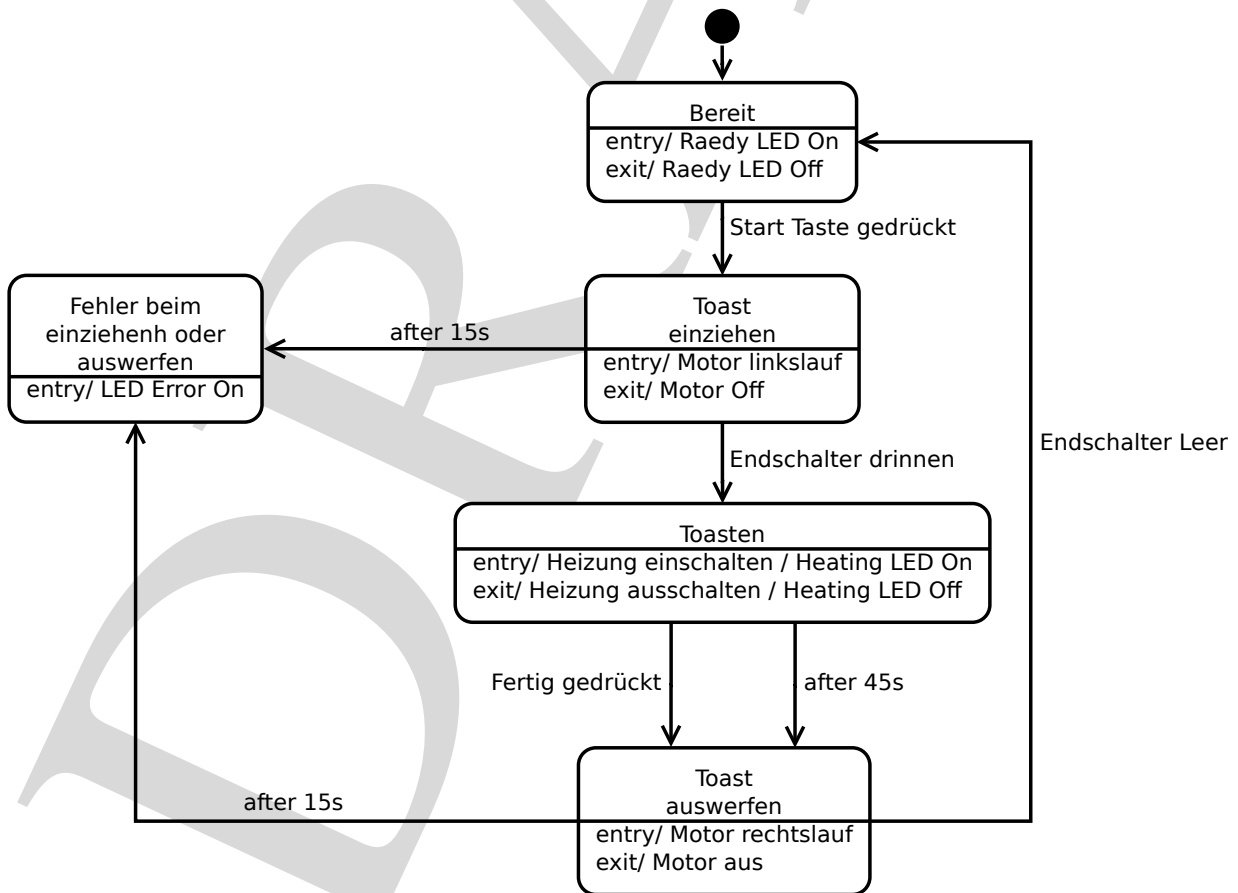 Bereit
entry/ Raedy LED On
exit/ Raedy LED Off
Start Taste gedrückt
Fehler beim
einziehenh oder
auswerfen
entry/ LED Error On
after 15s
Toast
einziehen
entry/ Motor linkslauf
exit/ Motor Off
Endschalter drinnen
Endschalter Leer
Toasten
entry/ Heizung einschalten / Heating LED On
exit/ Heizung ausschalten / Heating LED Off
Fertig gedrückt
after 45s
after 15s
Toast
auswerfen
entry/ Motor rechtslauf
exit/ Motor aus